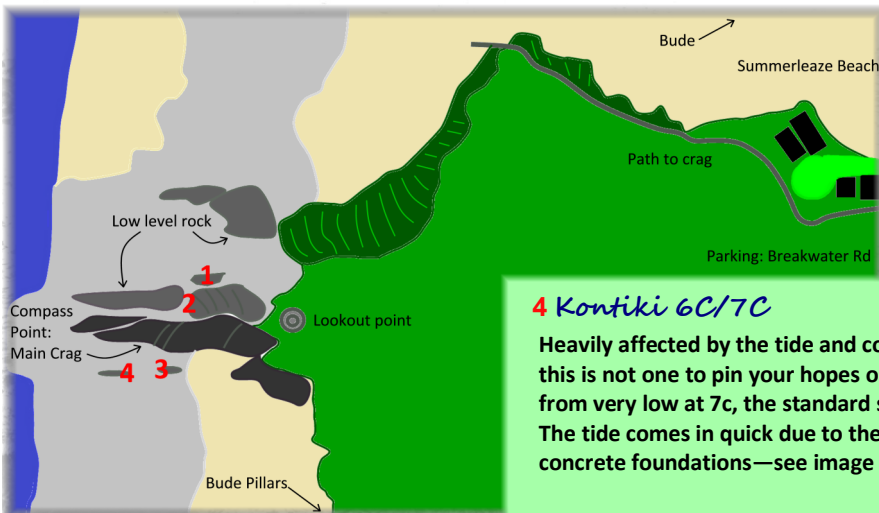 Bude
Summerleaze Beach
Path to crag
Low level rock
Parking: Breakwater Rd
1
2
Compass
Point:
Main Crag
Lookout point
4 3
4 Kontiki 6C/7C
Heavily affected by the tide and co
this is not one to pin your hopes o
from very low at 7c, the standard s
The tide comes in quick due to the
concrete foundations—see image
Bude Pillars